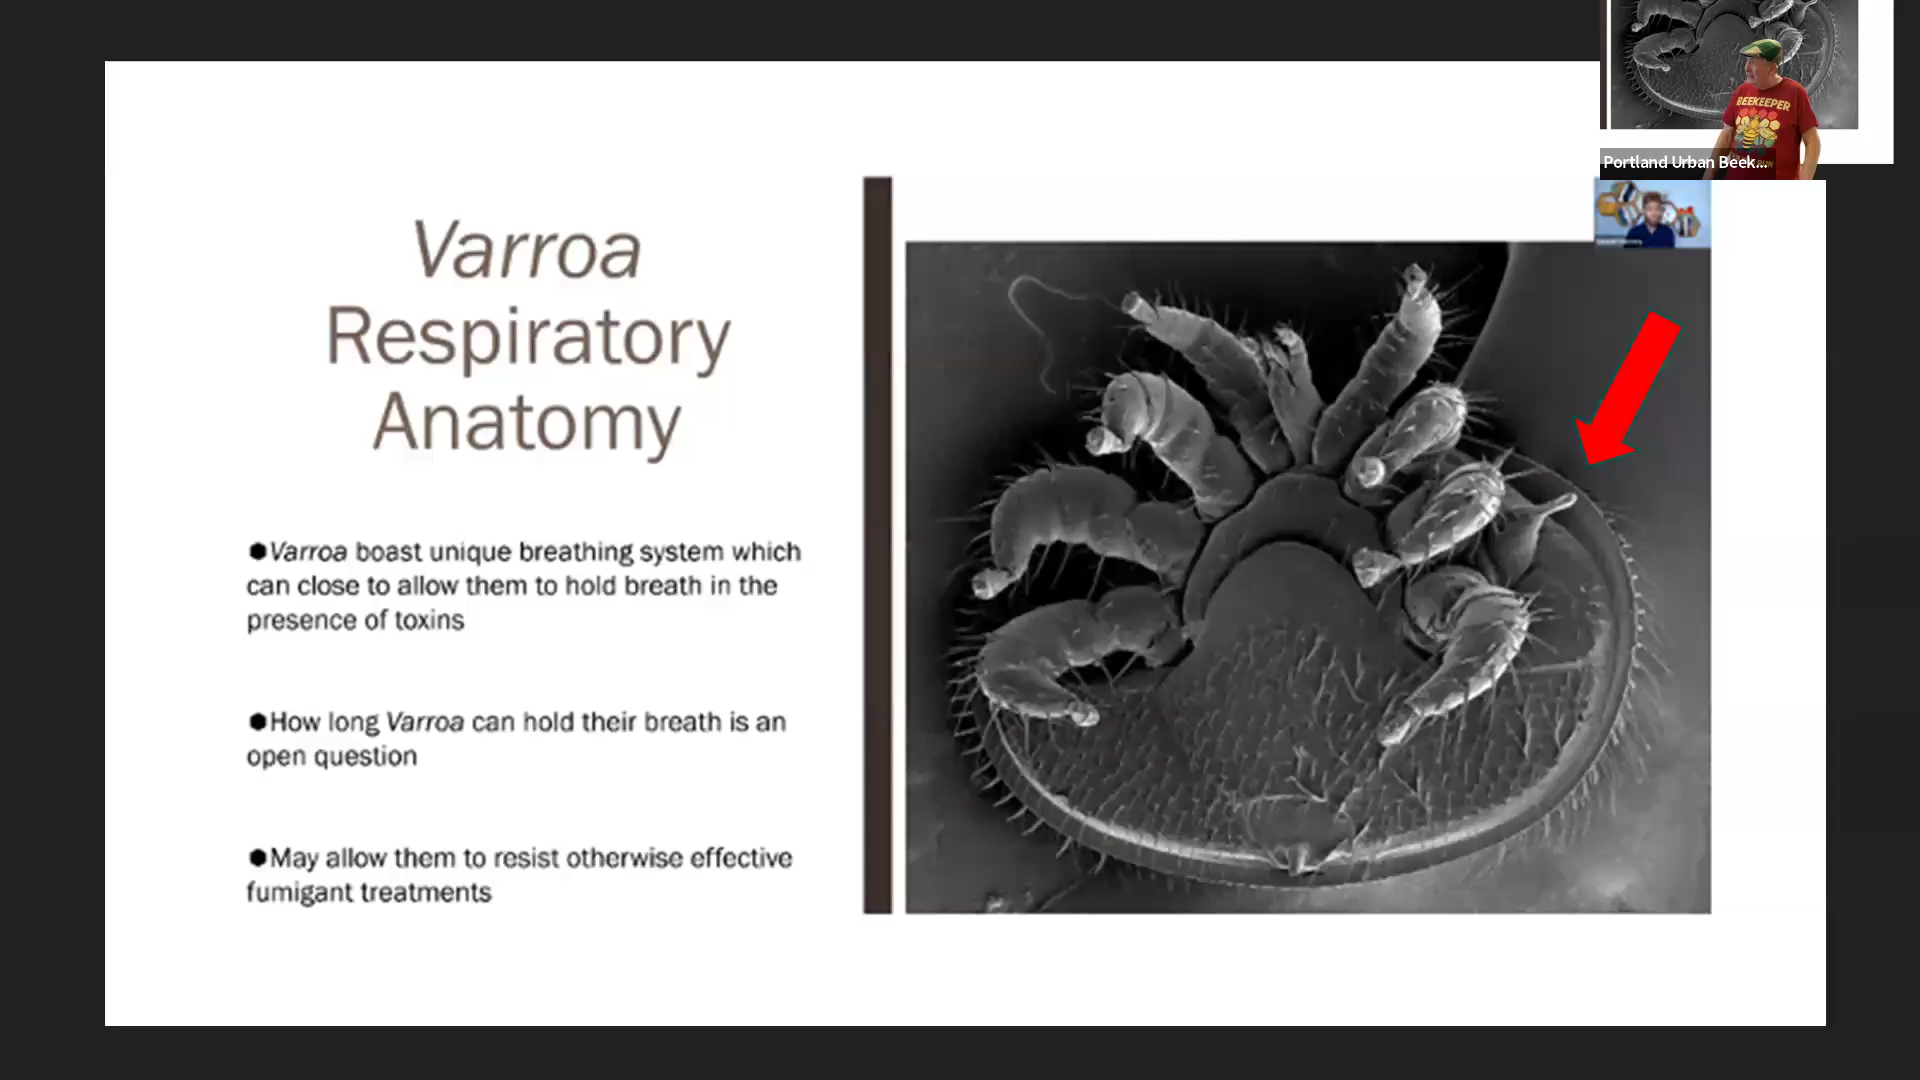 Portland Urban Beek...
BEEKEEPER
Varroa
Respiratory
Anatomy
●Varroa boast unique breathing system which
can close to allow them to hold breath in the
presence of toxins
●How long Varroa can hold their breath is an
open question
●May allow them to resist otherwise effective
fumigant treatments